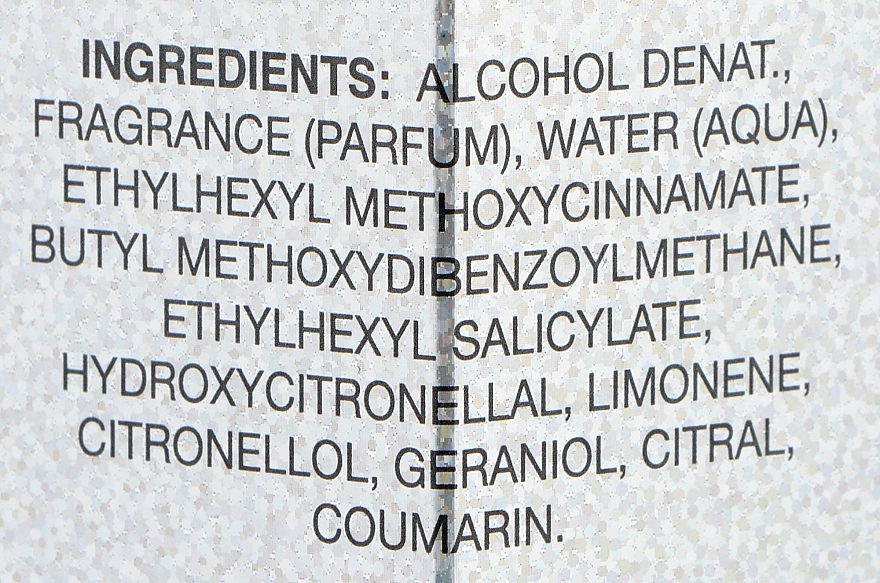 INGREDIENTS: ALCOHOL DENAT.,
FRAGRANCE (PARFUM), WATER (AQUA),
ETHYLHEXYL METHOXYCINNAMATE,
BUTYL METHOXYDIBENZOYLMETHANE,
ETHYLHEXYL SALICYLATE,
HYDROXYCITRONELLAL, LIMONENE,
CITRONELLOL, GERANIOL, CITRAL,
COUMARIN.